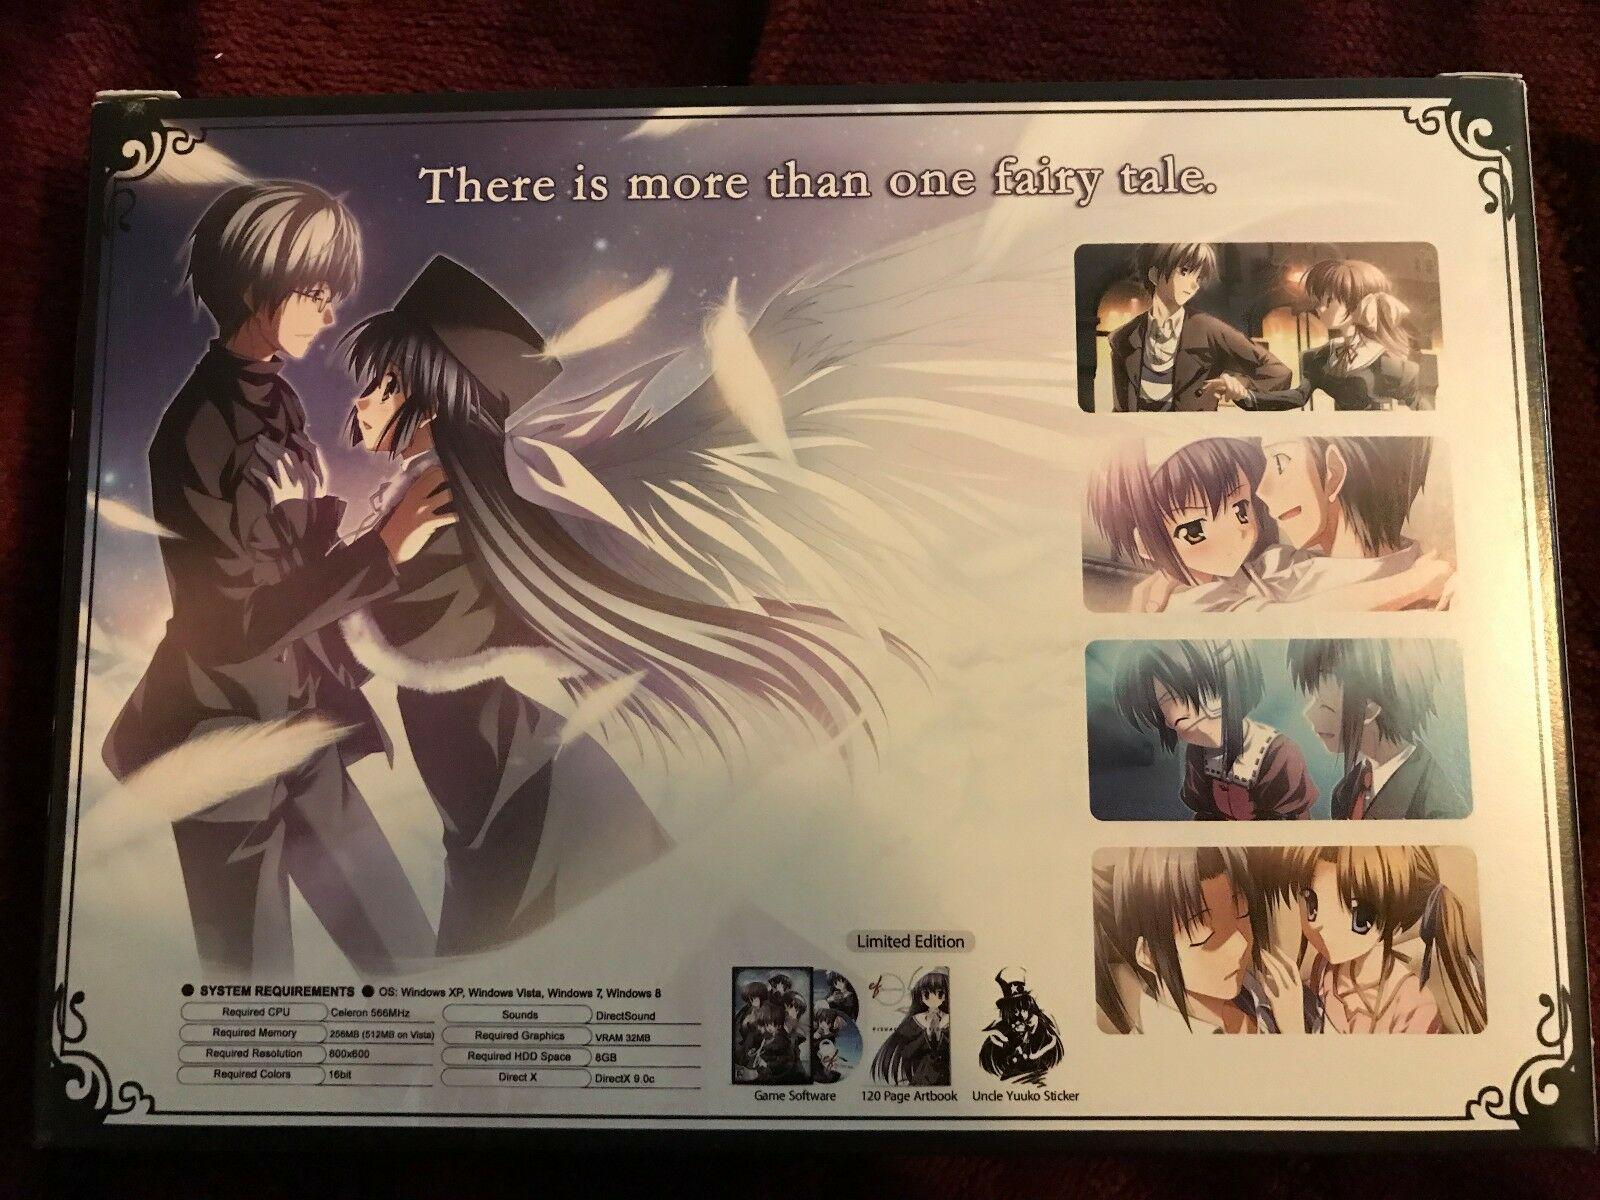 There is more than one fairy tale.
Limited Edition
SYSTEM REQUIREMENTS OS: Windows XP, Windows Vista, Windows 7, Windows 8
Required CPU Celeron 566MHz Sounds DirectSound
Required Memory 256MB (512MB on Vista) Required Graphics VRAM 32MB
Required Resolution 800x600 Required HDD Space 8GB
Required Colors 16bit Direct X DirectX 9.0c
ef
Game Software 120 Page Artbook Uncle Yuuko Sticker